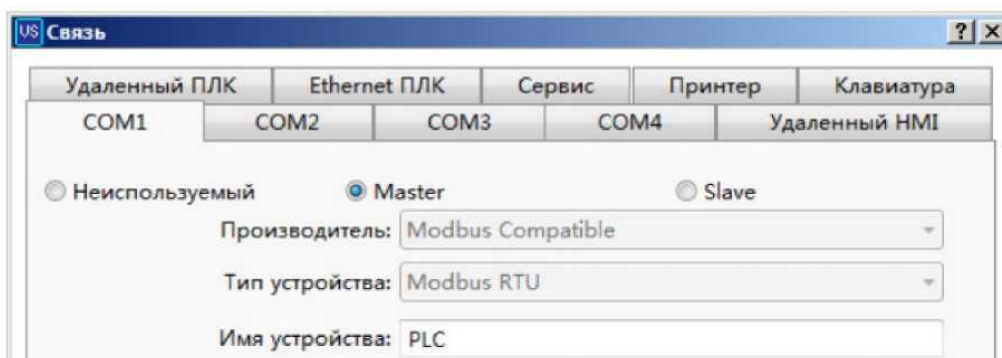 VS Связь
Удаленный ПЛК Ethernet ПЛК Сервис Принтер Клавиатура
COM1 COM2 COM3 COM4 Удаленный HMI
Неиспользуемый Master Slave
Производитель: Modbus Compatible
Тип устройства: Modbus RTU
Имя устройства: PLC